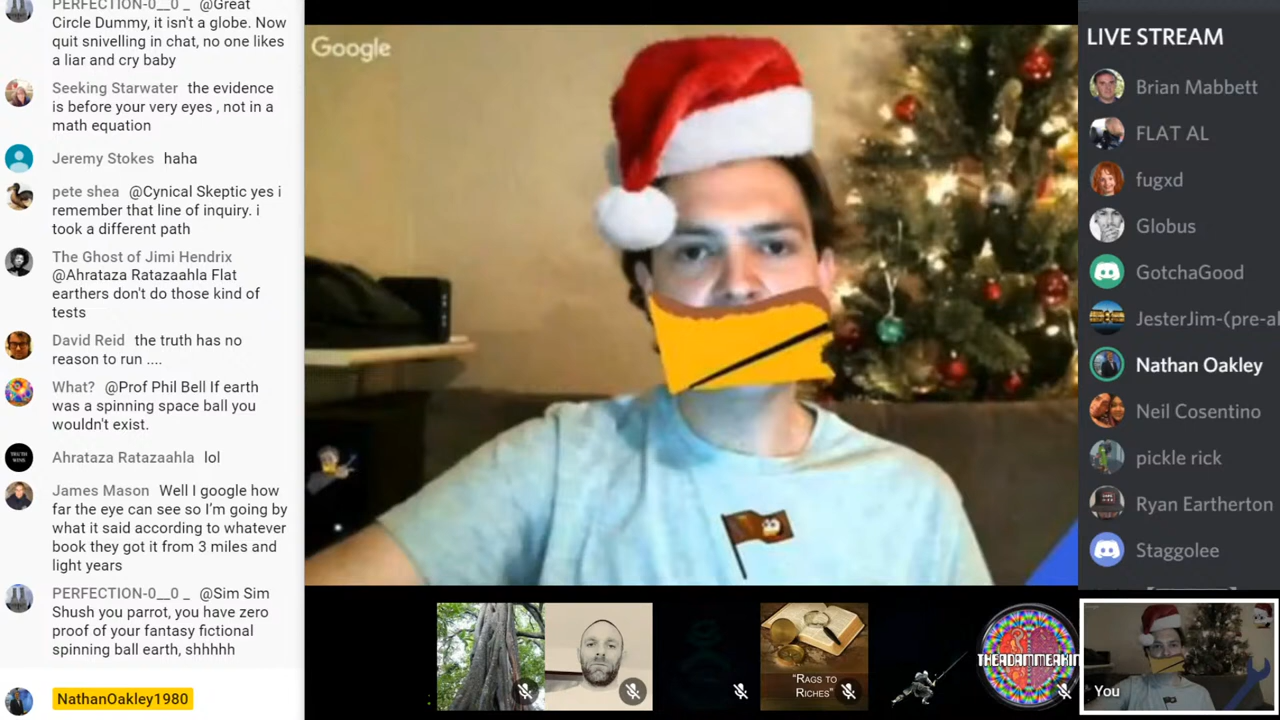 PERFECTION-0__0 _ @Great
Circle Dummy, it isn't a globe. Now
quit snivelling in chat, no one likes
a liar and cry baby
Seeking Starwater the evidence
is before your very eyes , not in a
math equation
Jeremy Stokes haha
pete shea @Cynical Skeptic yes i
remember that line of inquiry. i
took a different path
The Ghost of Jimi Hendrix
@Ahrataza Ratazaahla Flat
earthers don't do those kind of
tests
David Reid the truth has no
reason to run ....
What? @Prof Phil Bell If earth
was a spinning space ball you
wouldn't exist.
Ahrataza Ratazaahla lol
James Mason Well I google how
far the eye can see so I'm going by
what it said according to whatever
book they got it from 3 miles and
light years
PERFECTION-0__0 _ @Sim Sim
Shush you parrot, you have zero
proof of your fantasy fictional
spinning ball earth, shhhhh
NathanOakley1980
Google
"RAGS TO
RICHES"
THEADAMMEAKIN
LIVE STREAM
Brian Mabbett
FLAT AL
fugxd
Globus
GotchaGood
JesterJim-(pre-al
Nathan Oakley
Neil Cosentino
pickle rick
Ryan Eartherton
Staggolee
You